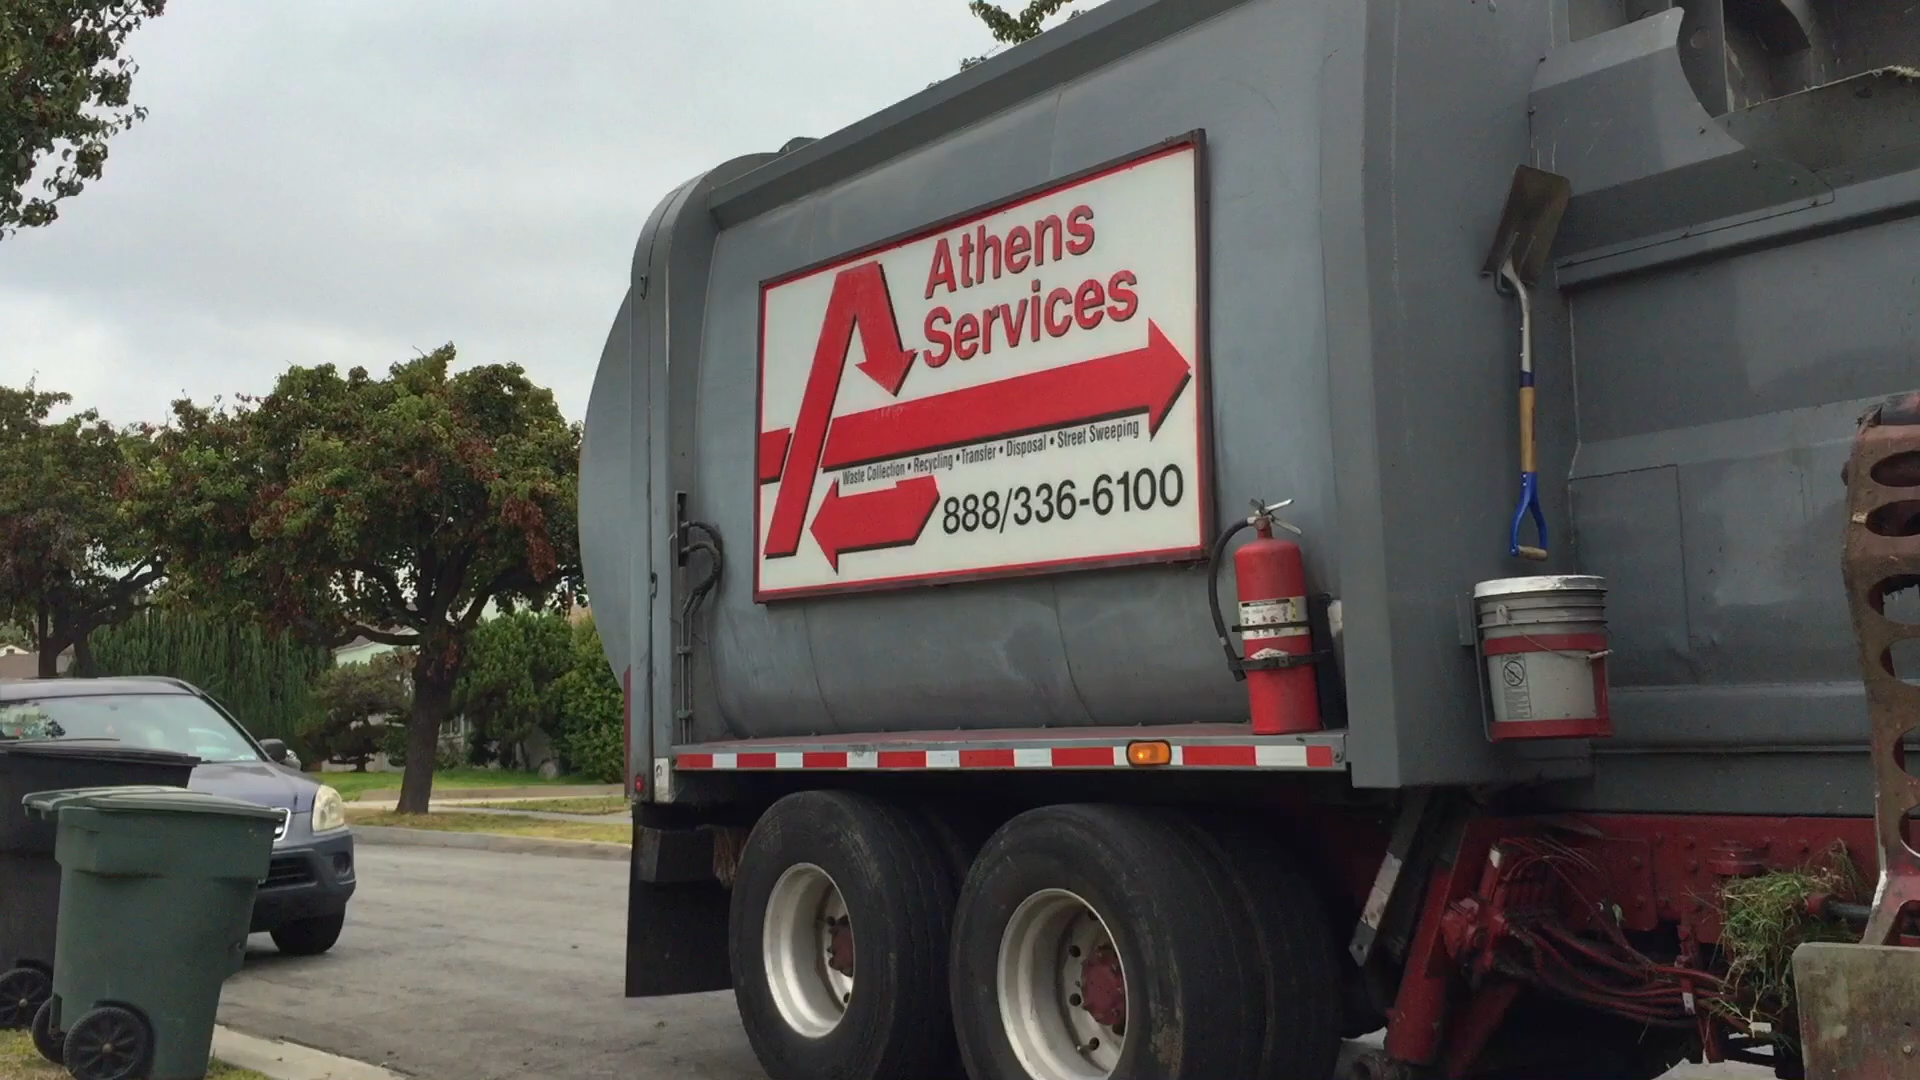 Athens
Services
Waste Collection • Recycling • Transfer • Disposal • Street Sweeping
888/336-6100